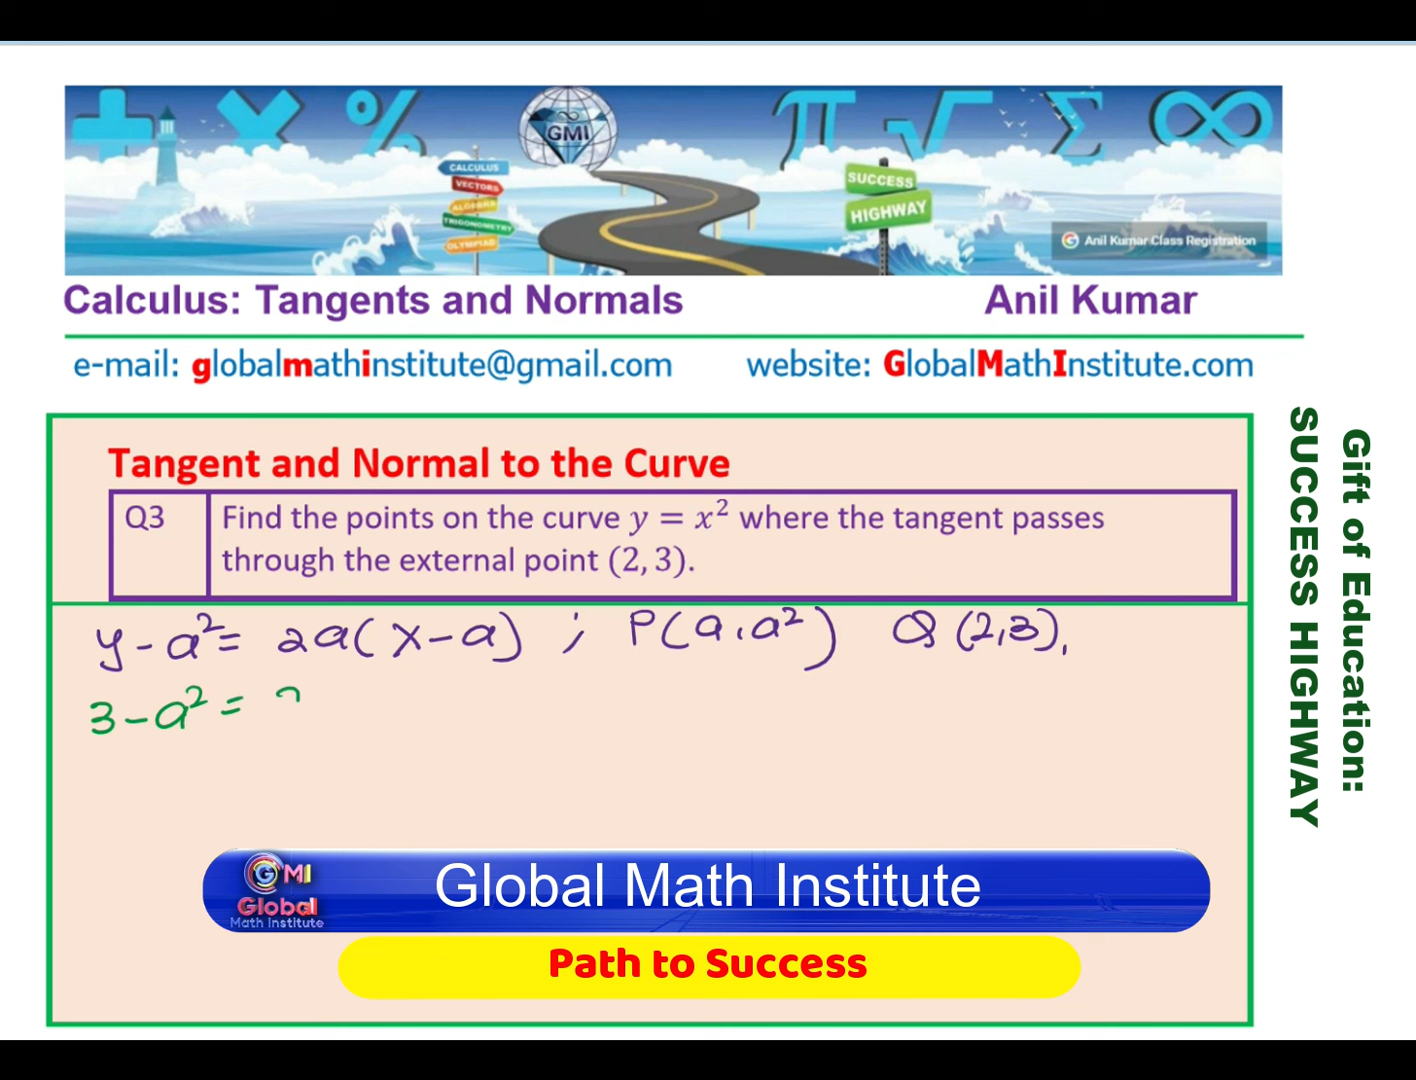 GMI
CALCULUS
VECTORS
ALGEBRA
TRIGONOMETRY
OLYMPIAD
SUCCESS
HIGHWAY
G Anil Kumar Class Registration
Calculus: Tangents and Normals Anil Kumar
e-mail: globalmathinstitute@gmail.com website: GlobalMathInstitute.com
Tangent and Normal to the Curve
Q3 Find the points on the curve y = x² where the tangent passes
through the external point (2, 3).
y - a² = 2a(x - a) ; P(a, a²) Q(2,3),
3 - a² =
GMI
Global
Math Institute
Global Math Institute
Path to Success
Gift of Education:
SUCCESS HIGHWAY